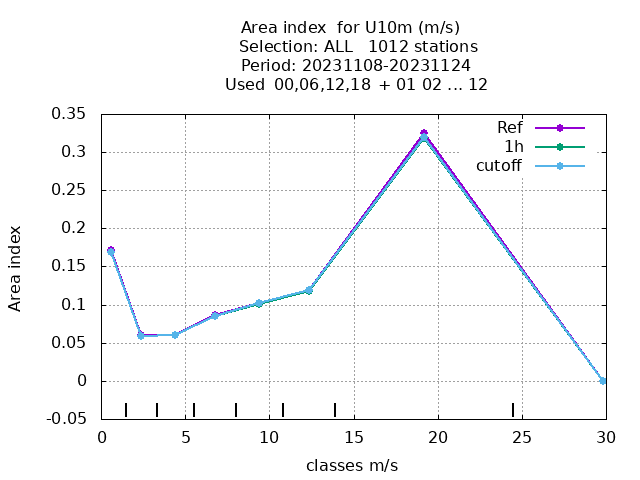 Area index  for U10m (m/s)
Selection: ALL   1012 stations
Period: 20231108-20231124
Used  00,06,12,18  + 01 02 ... 12
0.35
0.3
0.25
0.2
0.15
0.1
0.05
0
-0.05
Area index
Ref
1h
cutoff
0 5 10 15 20 25 30
classes m/s